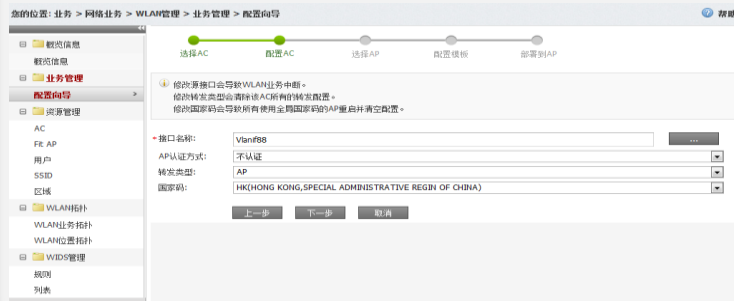 您的位置: 业务 > 网络业务 > WLAN管理 > 业务管理 > 配置向导
帮助
概览信息
概览信息
业务管理
配置向导
资源管理
AC
Fit AP
用户
SSID
区域
WLAN拓扑
WLAN业务拓扑
WLAN位置拓扑
WIDS管理
规则
列表
选择AC 配置AC 选择AP 配置模板 部署到AP
修改源接口会导致WLAN业务中断。
修改转发类型会清除该AC所有的转发配置。
修改国家码会导致所有使用全局国家码的AP重启并清空配置。
*接口名称: Vlanif88 ...
AP认证方式: 不认证
转发类型: AP
国家码: HK(HONG KONG,SPECIAL ADMINISTRATIVE REGIN OF CHINA)
上一步 下一步 取消